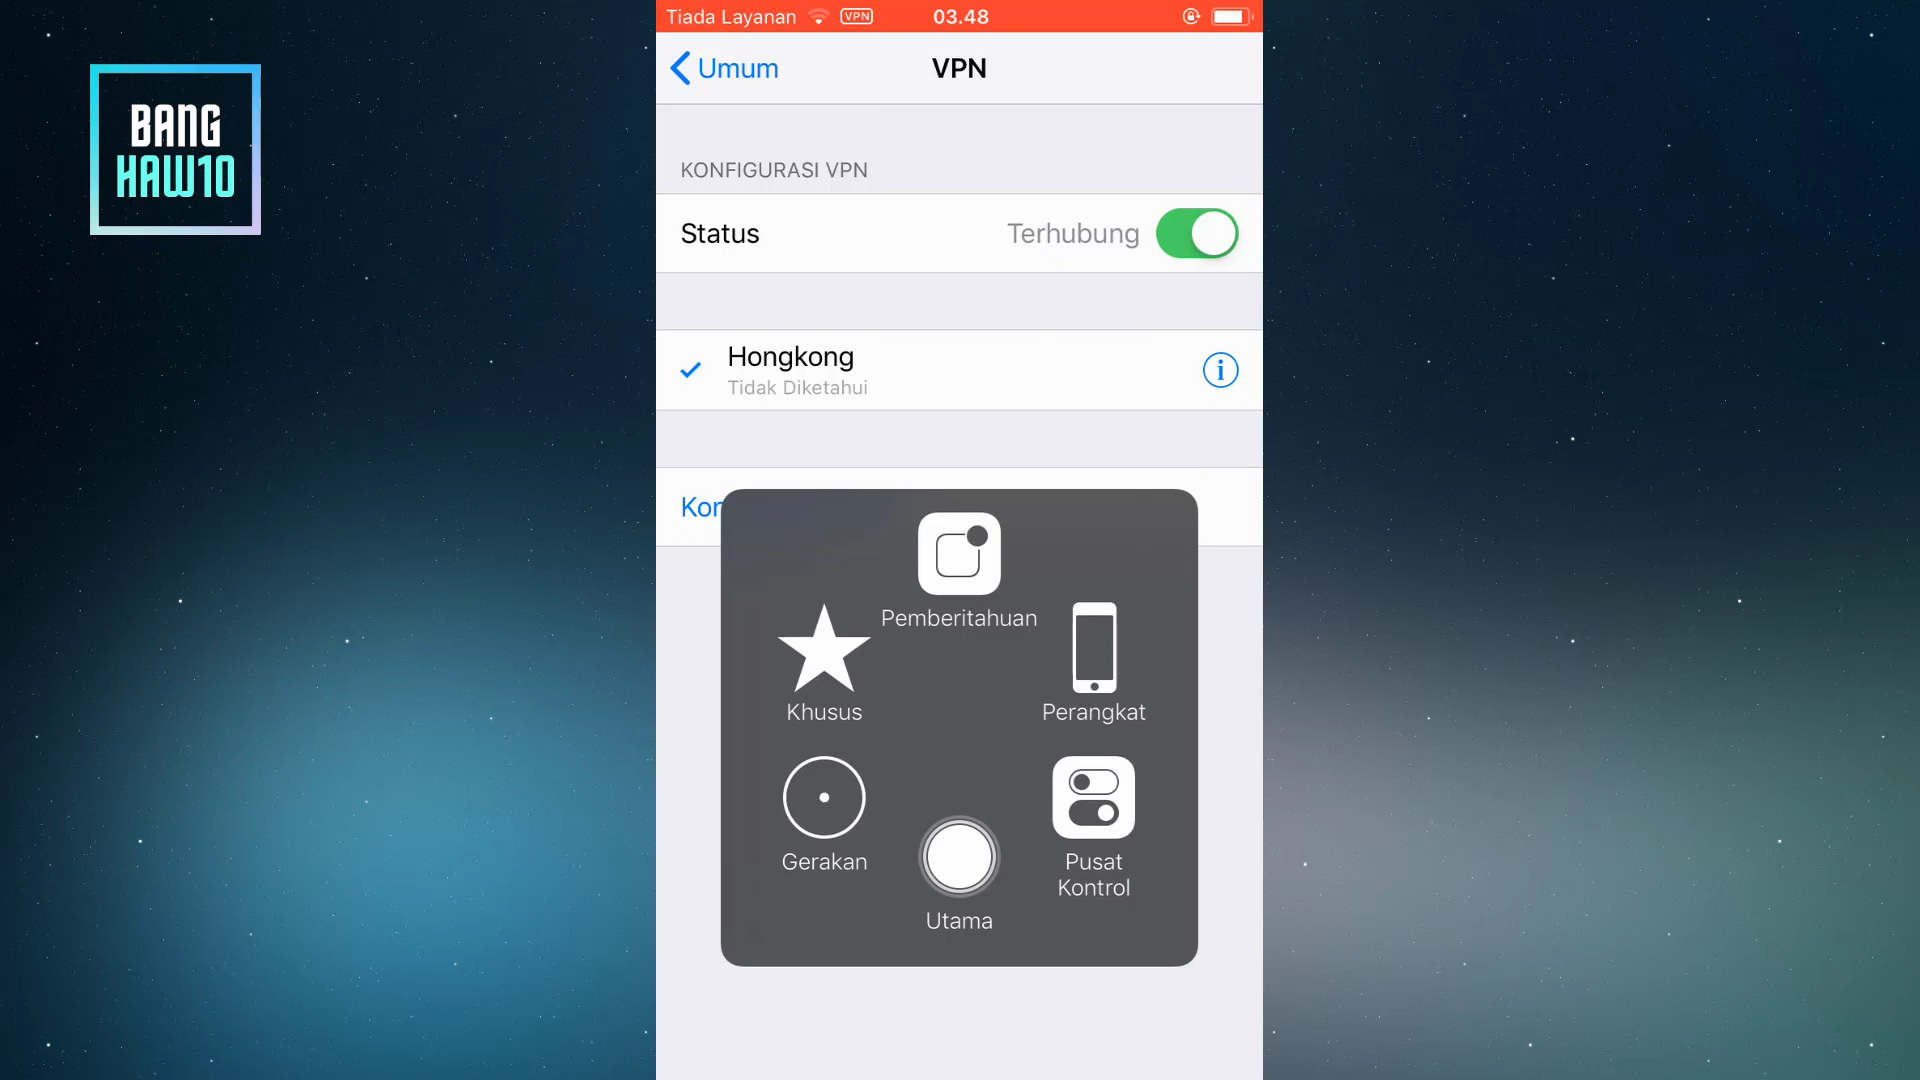 BANG
HAW10
Tiada Layanan VPN 03.48
Umum VPN
KONFIGURASI VPN
Status Terhubung
Hongkong
Tidak Diketahui
Pemberitahuan
Khusus
Perangkat
Gerakan
Pusat
Kontrol
Utama